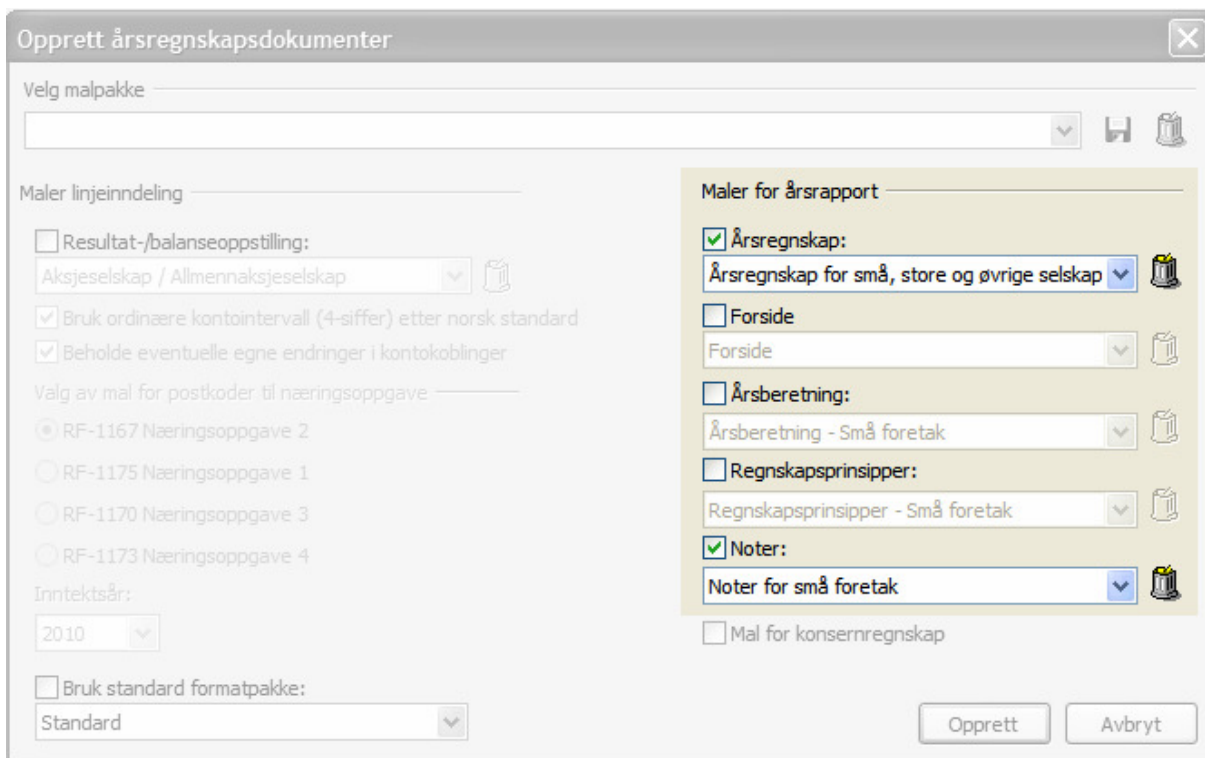 Opprett årsregnskapsdokumenter
Velg malpakke
Maler linjeinndeling
Resultat-/balanseoppstilling:
Aksjeselskap / Allmennaksjeselskap
Bruk ordinære kontointervall (4-siffer) etter norsk standard
Beholde eventuelle egne endringer i kontokoblinger
Valg av mal for postkoder til næringsoppgave
RF-1167 Næringsoppgave 2
RF-1175 Næringsoppgave 1
RF-1170 Næringsoppgave 3
RF-1173 Næringsoppgave 4
Inntektsår:
2010
Bruk standard formatpakke:
Standard
Maler for årsrapport
Årsregnskap:
Årsregnskap for små, store og øvrige selskap
Forside
Forside
Årsberetning:
Årsberetning - Små foretak
Regnskapsprinsipper:
Regnskapsprinsipper - Små foretak
Noter:
Noter for små foretak
Mal for konsernregnskap
Opprett
Avbryt